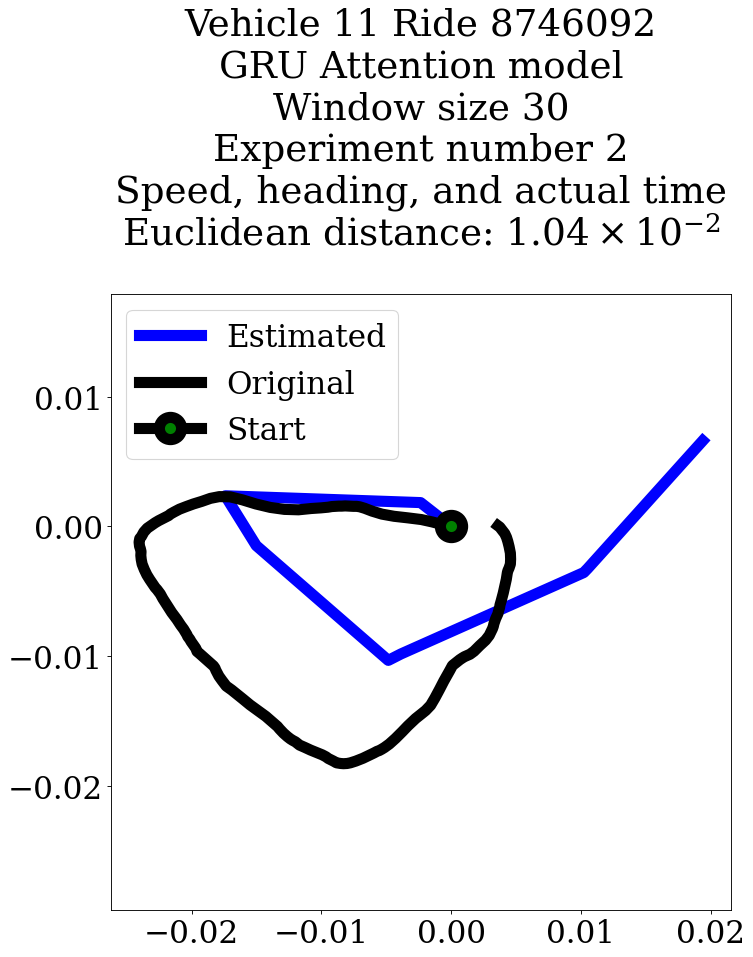 Vehicle 11 Ride 8746092
GRU Attention model
Window size 30
Experiment number 2
Speed, heading, and actual time
Euclidean distance: 1.04 × 10⁻²
Estimated
Original
Start
0.01
0.00
−0.01
−0.02
−0.02 −0.01 0.00 0.01 0.02